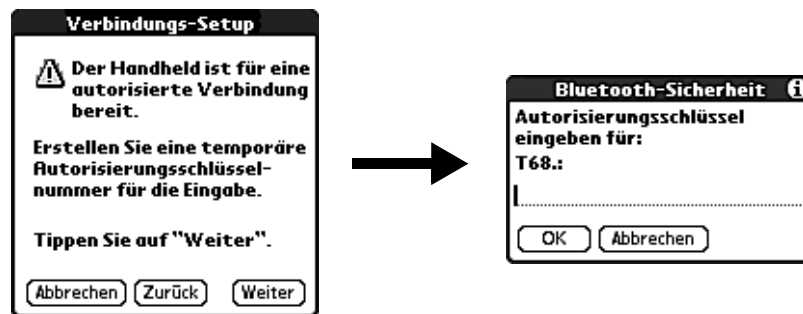 Verbindungs-Setup
Der Handheld ist für eine
autorisierte Verbindung
bereit.
Erstellen Sie eine temporäre
Autorisierungsschlüssel-
nummer für die Eingabe.
Tippen Sie auf "Weiter".
Abbrechen Zurück Weiter
Bluetooth-Sicherheit i
Autorisierungsschlüssel
eingeben für:
T68.:
OK Abbrechen